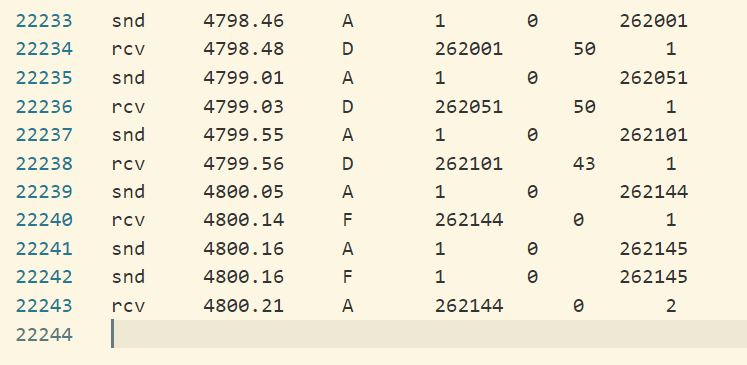 22233 snd 4798.46 A 1 0 262001
22234 rcv 4798.48 D 262001 50 1
22235 snd 4799.01 A 1 0 262051
22236 rcv 4799.03 D 262051 50 1
22237 snd 4799.55 A 1 0 262101
22238 rcv 4799.56 D 262101 43 1
22239 snd 4800.05 A 1 0 262144
22240 rcv 4800.14 F 262144 0 1
22241 snd 4800.16 A 1 0 262145
22242 snd 4800.16 F 1 0 262145
22243 rcv 4800.21 A 262144 0 2
22244